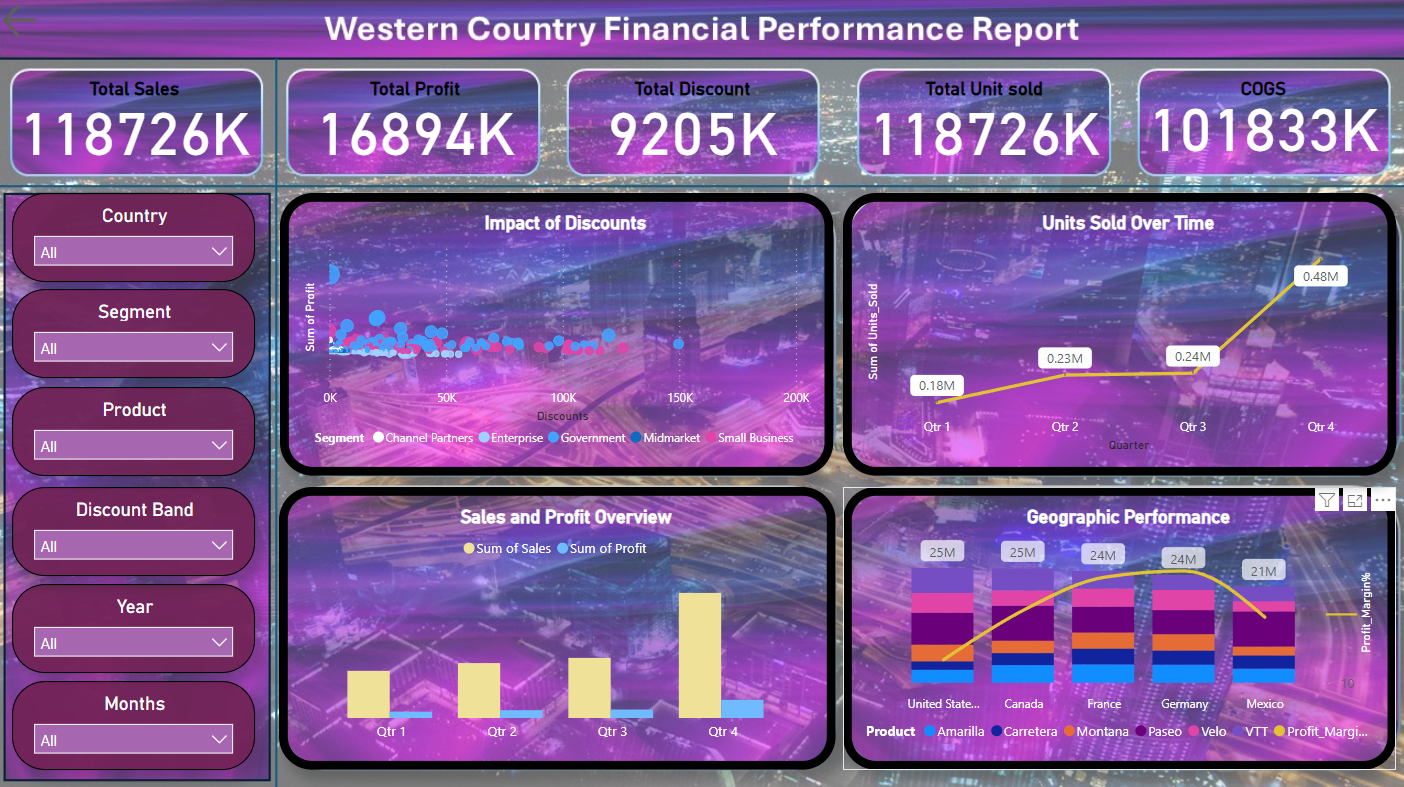 Western Country Financial Performance Report
Total Sales
118726K
Total Profit
16894K
Total Discount
9205K
Total Unit sold
118726K
COGS
101833K
Country
All
Segment
All
Product
All
Discount Band
All
Year
All
Months
All
Impact of Discounts
Sum of Profit
0K 50K 100K 150K 200K
Discounts
Segment Channel Partners Enterprise Government Midmarket Small Business
Units Sold Over Time
Sum of Units_Sold
0.18M
0.23M
0.24M
0.48M
Qtr 1 Qtr 2 Qtr 3 Qtr 4
Quarter
Sales and Profit Overview
Sum of Sales Sum of Profit
Qtr 1 Qtr 2 Qtr 3 Qtr 4
Geographic Performance
25M 25M 24M 24M 21M
Profit_Margin%
10
United State... Canada France Germany Mexico
Product Amarilla Carretera Montana Paseo Velo VTT Profit_Margi...